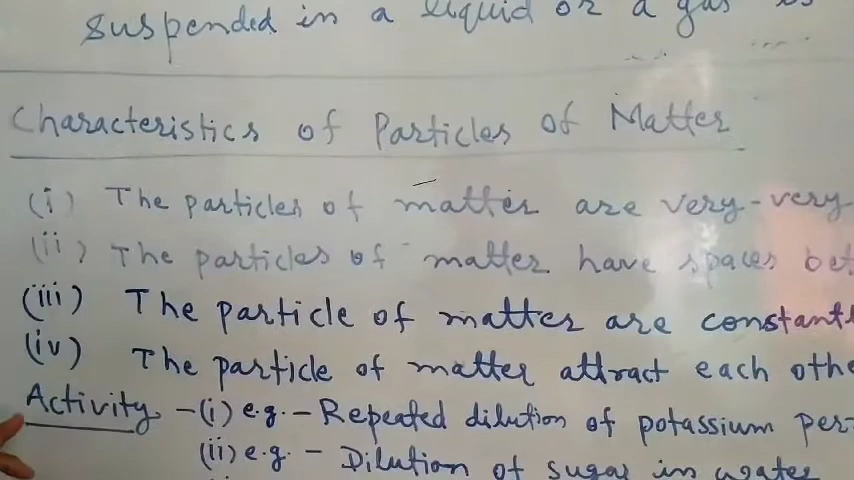 suspended in a liquid or a gas is
Characteristics of Particles of Matter
(i) The particles of matter are very-very
(ii) The particles of matter have spaces bet
(iii) The particle of matter are constantl
(iv) The particle of matter attract each othe
Activity -(i) e.g. - Repeated dilution of potassium per-
(ii) e.g. - Dilution of sugar in water